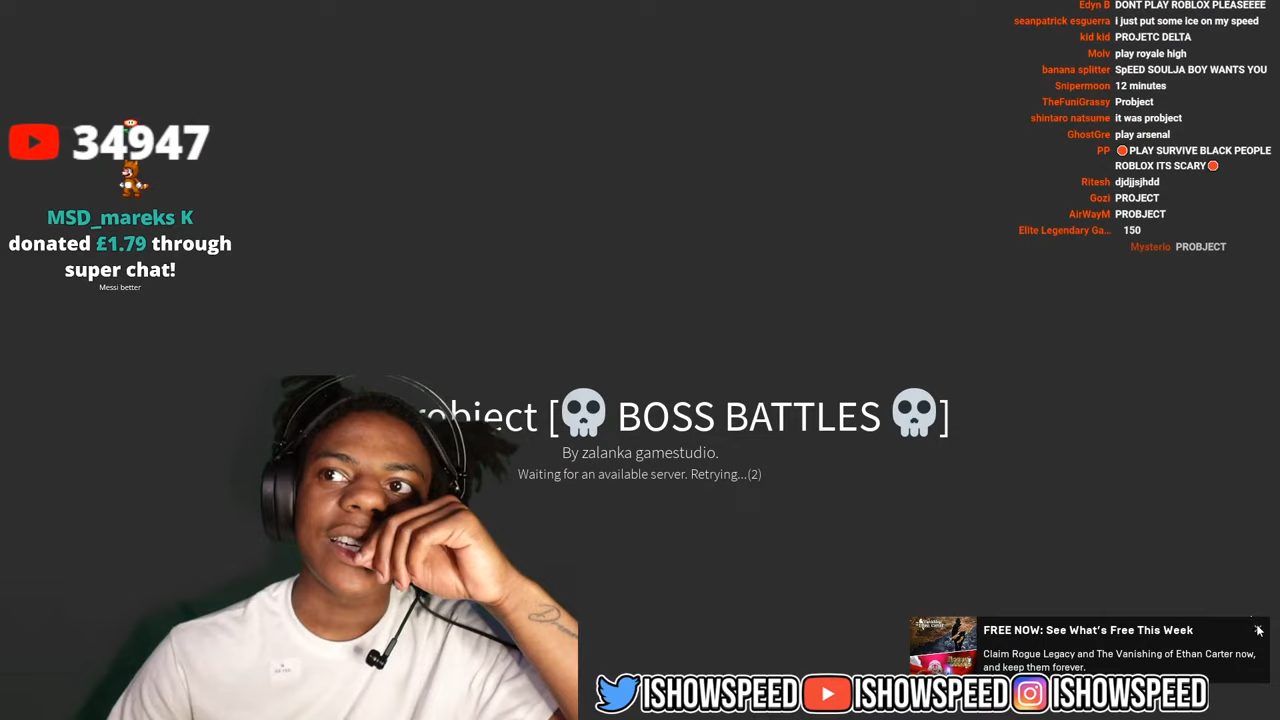 Edyn B DONT PLAY ROBLOX PLEASEEEE
seanpatrick esguerra i just put some ice on my speed
kid kid PROJETC DELTA
Molv play royale high
banana splitter SpEED SOULJA BOY WANTS YOU
Snipermoon 12 minutes
TheFuniGrassy Probject
shintaro natsume it was probject
GhostGre play arsenal
PP 🛑PLAY SURVIVE BLACK PEOPLE
ROBLOX ITS SCARY🛑
Ritesh djdjjsjhdd
Gozi PROJECT
AirWayM PROBJECT
Elite Legendary Ga... 150
Mysterio PROBJECT
34947
MSD_mareks K
donated £1.79 through
super chat!
Messi better
robject [💀 BOSS BATTLES 💀]
By zalanka gamestudio.
Waiting for an available server. Retrying...(2)
FREE NOW: See What's Free This Week
Claim Rogue Legacy and The Vanishing of Ethan Carter now,
and keep them forever.
ISHOWSPEED ISHOWSPEED ISHOWSPEED